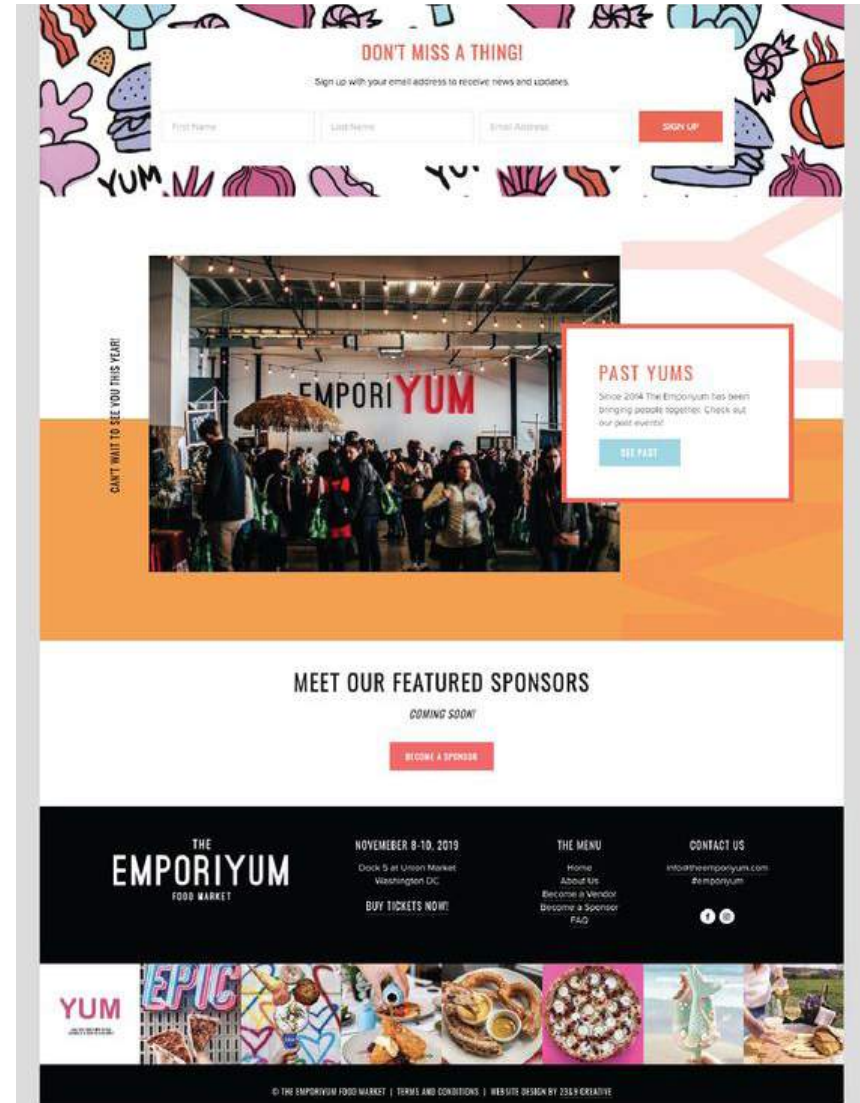 DON'T MISS A THING!
Sign up with your email address to receive news and updates.
First Name
Last Name
Email Address
SIGN UP
YUM
CAN'T WAIT TO SEE YOU THIS YEAR!
EMPORIYUM
YUM
PAST YUMS
Since 2014 The Emporiyum has been
bringing people together. Check out
our past events!
SEE PAST
MEET OUR FEATURED SPONSORS
COMING SOON!
BECOME A SPONSOR
THE
EMPORIYUM
FOOD MARKET
NOVEMEBER 8-10, 2019
Dock 5 at Union Market
Washington DC
BUY TICKETS NOW!
THE MENU
Home
About Us
Become a Vendor
Become a Sponsor
FAQ
CONTACT US
info@theemporiyum.com
#emporiyum
YUM
EPIC
© THE EMPORIYUM FOOD MARKET | TERMS AND CONDITIONS | WEBSITE DESIGN BY 23&9 CREATIVE